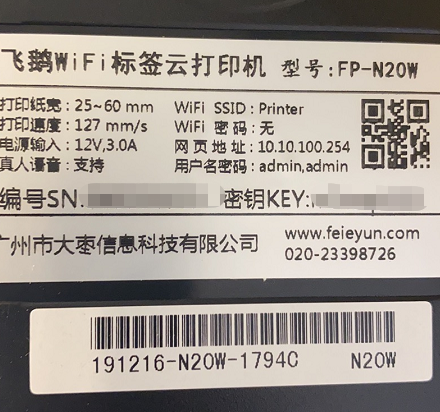 飞鹅WiFi标签云打印机 型号:FP-N20W
打印纸宽:25~60 mm WiFi SSID:Printer
打印速度:127 mm/s WiFi 密码:无
电源输入:12V,3.0A 网页地址:10.10.100.254
真人语音:支持 用户名密码:admin,admin
编号SN. 密钥KEY:
广州市大枣信息科技有限公司 www.feieyun.com
020-23398726
191216-N20W-1794C N20W